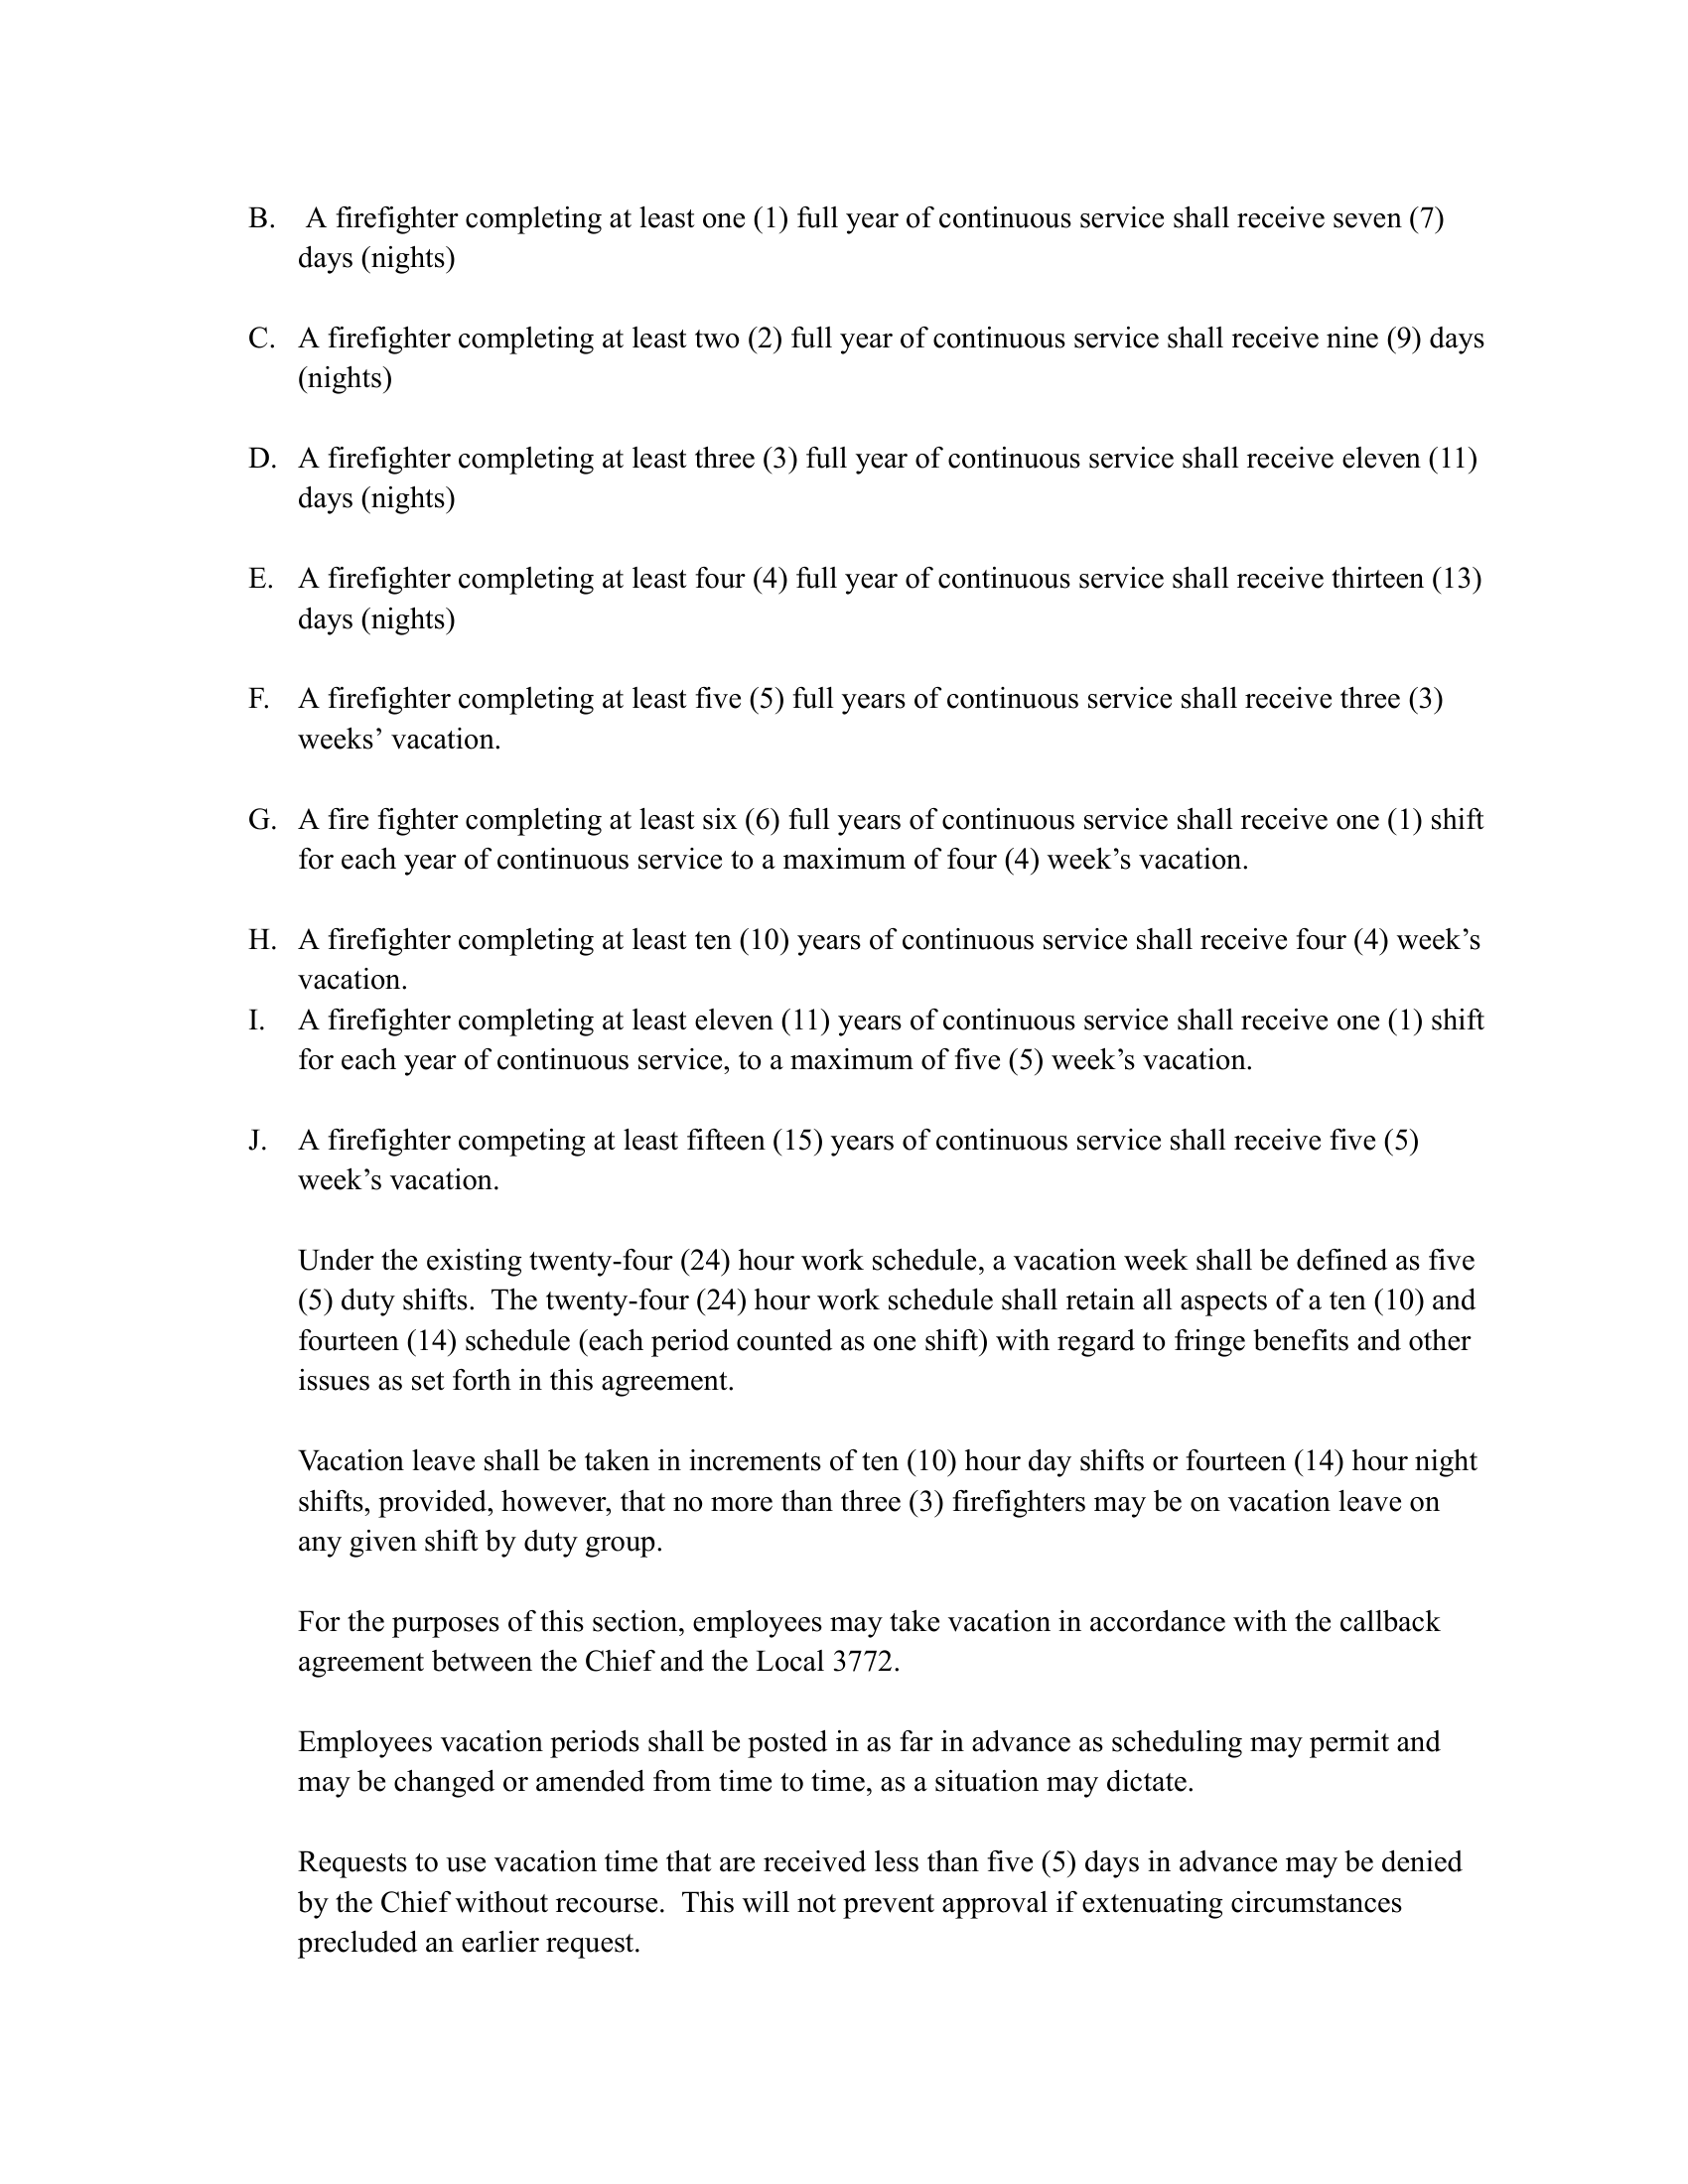 B. A firefighter completing at least one (1) full year of continuous service shall receive seven (7)
days (nights)
C. A firefighter completing at least two (2) full year of continuous service shall receive nine (9) days
(nights)
D. A firefighter completing at least three (3) full year of continuous service shall receive eleven (11)
days (nights)
E. A firefighter completing at least four (4) full year of continuous service shall receive thirteen (13)
days (nights)
F. A firefighter completing at least five (5) full years of continuous service shall receive three (3)
weeks’ vacation.
G. A fire fighter completing at least six (6) full years of continuous service shall receive one (1) shift
for each year of continuous service to a maximum of four (4) week’s vacation.
H. A firefighter completing at least ten (10) years of continuous service shall receive four (4) week’s
vacation.
I. A firefighter completing at least eleven (11) years of continuous service shall receive one (1) shift
for each year of continuous service, to a maximum of five (5) week’s vacation.
J. A firefighter competing at least fifteen (15) years of continuous service shall receive five (5)
week’s vacation.
Under the existing twenty-four (24) hour work schedule, a vacation week shall be defined as five
(5) duty shifts.  The twenty-four (24) hour work schedule shall retain all aspects of a ten (10) and
fourteen (14) schedule (each period counted as one shift) with regard to fringe benefits and other
issues as set forth in this agreement.
Vacation leave shall be taken in increments of ten (10) hour day shifts or fourteen (14) hour night
shifts, provided, however, that no more than three (3) firefighters may be on vacation leave on
any given shift by duty group.
For the purposes of this section, employees may take vacation in accordance with the callback
agreement between the Chief and the Local 3772.
Employees vacation periods shall be posted in as far in advance as scheduling may permit and
may be changed or amended from time to time, as a situation may dictate.
Requests to use vacation time that are received less than five (5) days in advance may be denied
by the Chief without recourse.  This will not prevent approval if extenuating circumstances
precluded an earlier request.